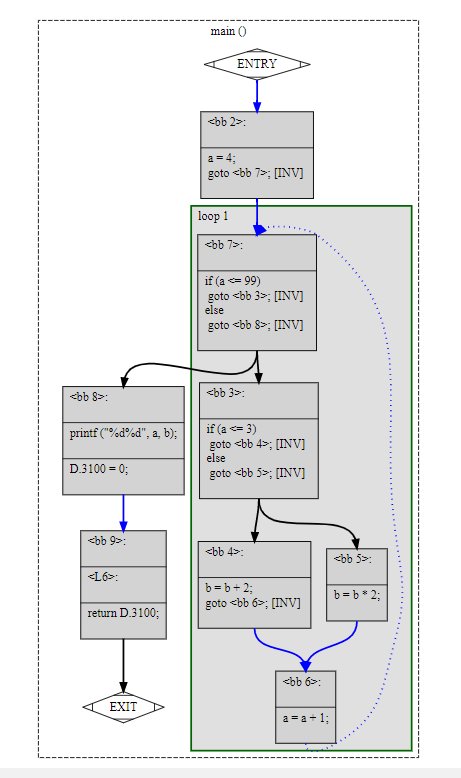 main ()
ENTRY
<bb 2>:
a = 4;
goto <bb 7>; [INV]
loop 1
<bb 7>:
if (a <= 99)
goto <bb 3>; [INV]
else
goto <bb 8>; [INV]
<bb 8>:
printf ("%d%d", a, b);
D.3100 = 0;
<bb 3>:
if (a <= 3)
goto <bb 4>; [INV]
else
goto <bb 5>; [INV]
<bb 9>:
<L6>:
return D.3100;
<bb 4>:
b = b + 2;
goto <bb 6>; [INV]
<bb 5>:
b = b * 2;
<bb 6>:
a = a + 1;
EXIT